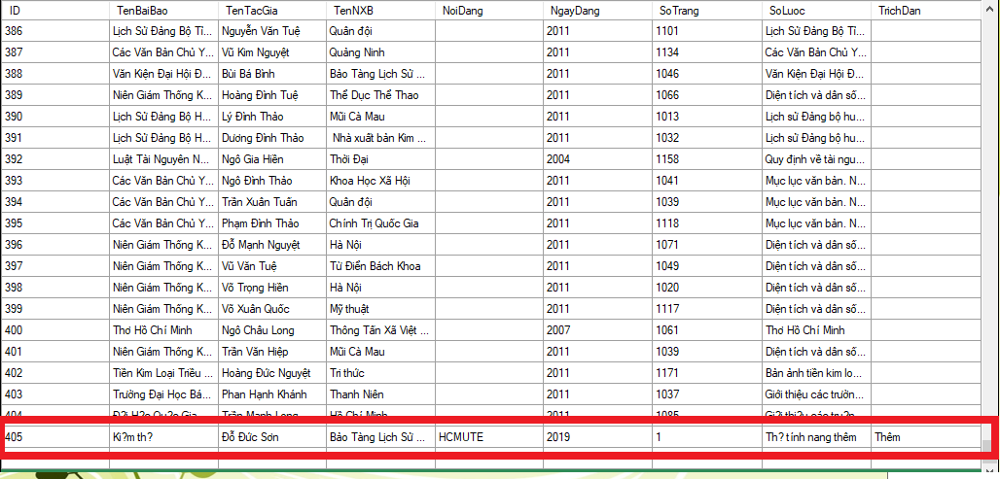 ID TenBaiBao TenTacGia TenNXB NoiDang NgayDang SoTrang SoLuoc TrichDan
386 Lịch Sử Đảng Bộ Tỉ... Nguyễn Văn Tuệ Quân đội 2011 1101 Lịch Sử Đảng Bộ Tỉ...
387 Các Văn Bản Chủ Y... Vũ Kim Nguyệt Quảng Ninh 2011 1134 Các Văn Bản Chủ Y...
388 Văn Kiện Đại Hội Đ... Bùi Bá Bình Bảo Tàng Lịch Sử ... 2011 1046 Văn Kiện Đại Hội Đ...
389 Niên Giám Thống K... Hoàng Đình Tuệ Thể Dục Thể Thao 2011 1066 Diện tích và dân số...
390 Lịch Sử Đảng Bộ H... Lý Đình Thảo Mũi Cà Mau 2011 1013 Lịch sử Đảng bộ hu...
391 Lịch Sử Đảng Bộ H... Dương Đình Thảo Nhà xuất bản Kim ... 2011 1032 Lịch sử Đảng bộ hu...
392 Luật Tài Nguyên N... Ngô Gia Hiền Thời Đại 2004 1158 Quy định về tài ngu...
393 Các Văn Bản Chủ Y... Ngô Đình Thảo Khoa Học Xã Hội 2011 1041 Mục lục văn bản. N...
394 Các Văn Bản Chủ Y... Trần Xuân Tuấn Quân đội 2011 1039 Mục lục văn bản. N...
395 Các Văn Bản Chủ Y... Phạm Đình Thảo Chính Trị Quốc Gia 2011 1118 Mục lục văn bản. N...
396 Niên Giám Thống K... Đỗ Mạnh Nguyệt Hà Nội 2011 1071 Diện tích và dân số...
397 Niên Giám Thống K... Vũ Văn Tuệ Từ Điển Bách Khoa 2011 1049 Diện tích và dân số...
398 Niên Giám Thống K... Võ Trọng Hiền Hà Nội 2011 1020 Diện tích và dân số...
399 Niên Giám Thống K... Võ Xuân Quốc Mỹ thuật 2011 1117 Diện tích và dân số...
400 Thơ Hồ Chí Minh Ngô Châu Long Thông Tấn Xã Việt ... 2007 1061 Thơ Hồ Chí Minh
401 Niên Giám Thống K... Trần Văn Hiệp Mũi Cà Mau 2011 1039 Diện tích và dân số...
402 Tiền Kim Loại Triều ... Hoàng Đức Nguyệt Tri thức 2011 1171 Bản ảnh tiền kim lo...
403 Trường Đại Học Bá... Phan Hạnh Khánh Thanh Niên 2011 1037 Giới thiệu các trườn...
404 Đ?i H?c Qu?c Gia ... Trần Mạnh Long Hồ Chí Minh 2011 1085 Gi?i thi?u các tru?n...
405 Ki?m th? Đỗ Đức Sơn Bảo Tàng Lịch Sử ... HCMUTE 2019 1 Th? tính nang thêm Thêm